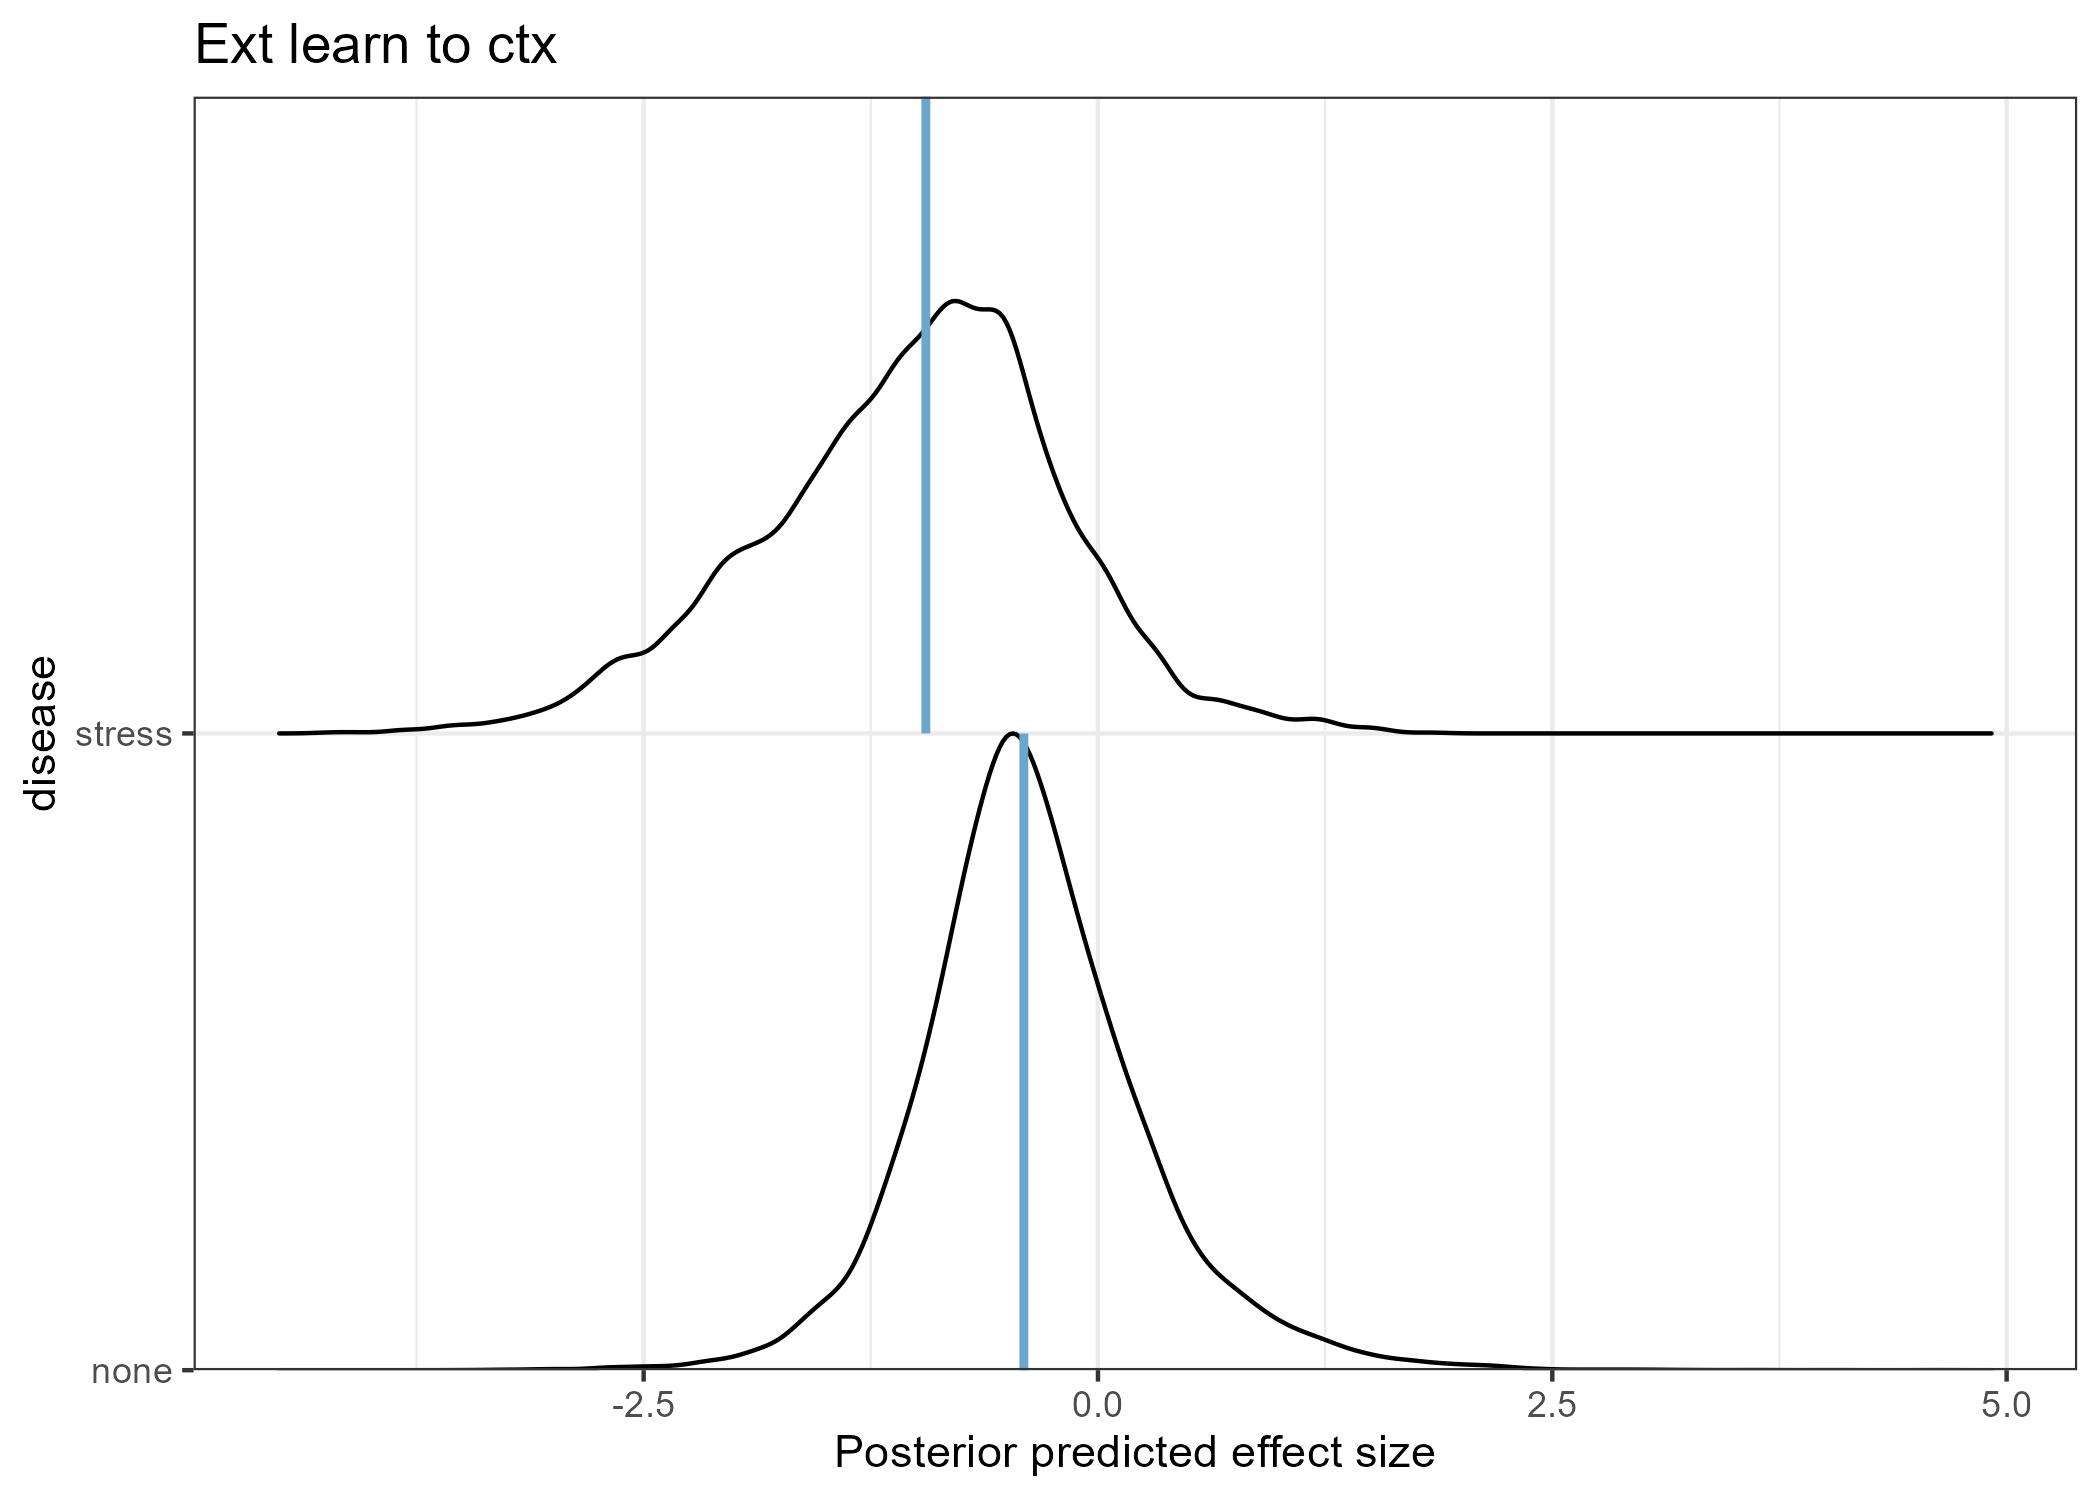 Ext learn to ctx
disease
stress
none
-2.5
0.0
2.5
5.0
Posterior predicted effect size